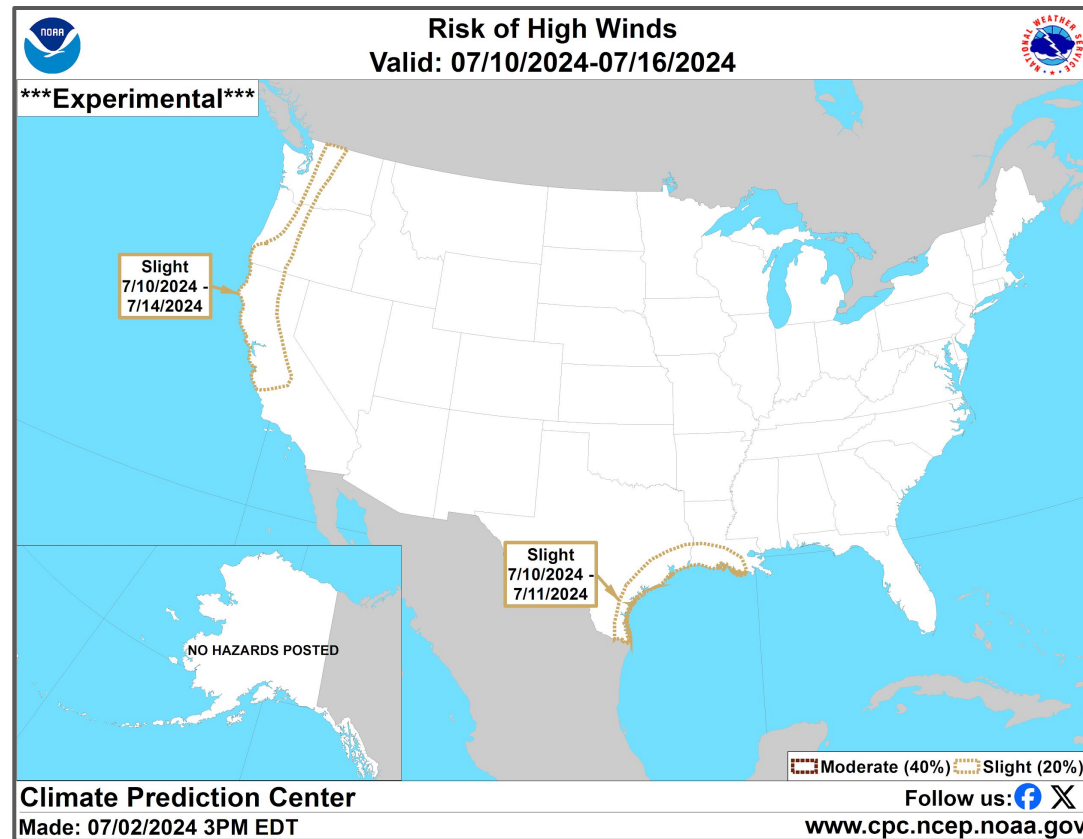 NOAA
Risk of High Winds
Valid: 07/10/2024-07/16/2024
NATIONAL WEATHER SERVICE
***Experimental***
Slight
7/10/2024 -
7/14/2024
Slight
7/10/2024 -
7/11/2024
NO HAZARDS POSTED
Moderate (40%) Slight (20%)
Climate Prediction Center
Follow us:
Made: 07/02/2024 3PM EDT
www.cpc.ncep.noaa.gov